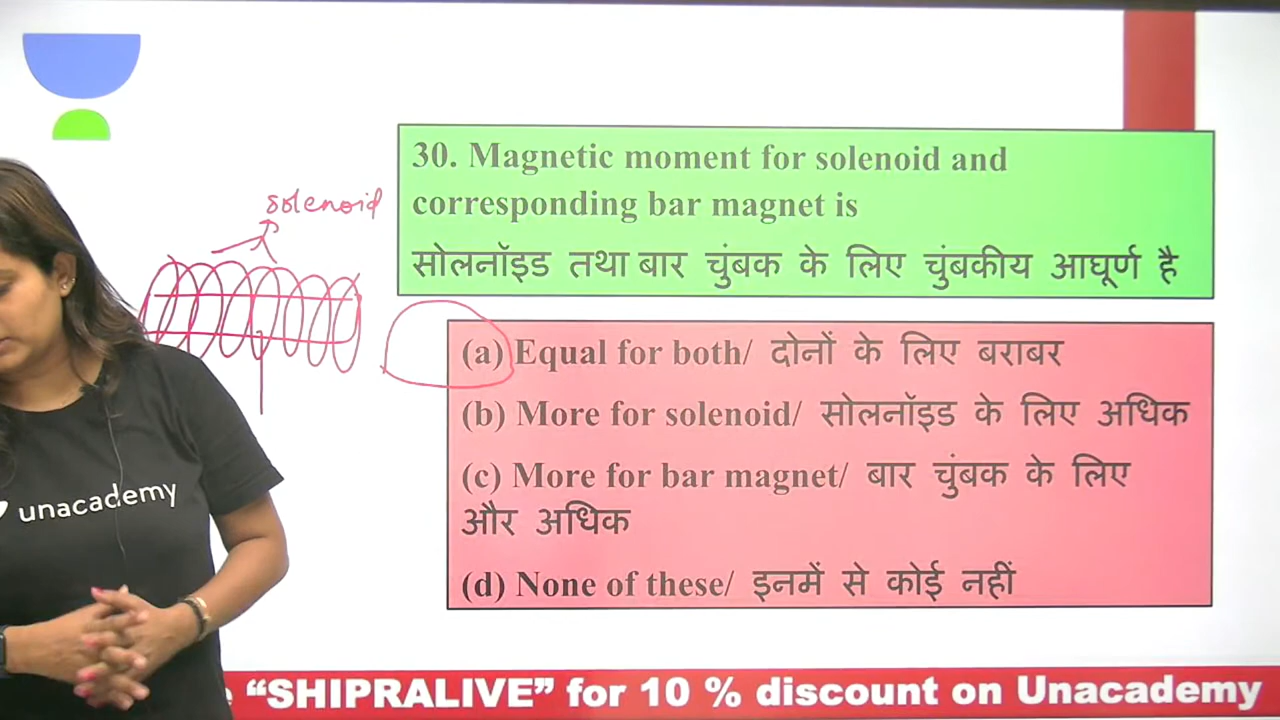 solenoid
30. Magnetic moment for solenoid and
corresponding bar magnet is
सोलनॉइड तथा बार चुंबक के लिए चुंबकीय आघूर्ण है
(a) Equal for both/ दोनों के लिए बराबर
(b) More for solenoid/ सोलनॉइड के लिए अधिक
(c) More for bar magnet/ बार चुंबक के लिए
और अधिक
(d) None of these/ इनमें से कोई नहीं
unacademy
“SHIPRALIVE” for 10 % discount on Unacademy